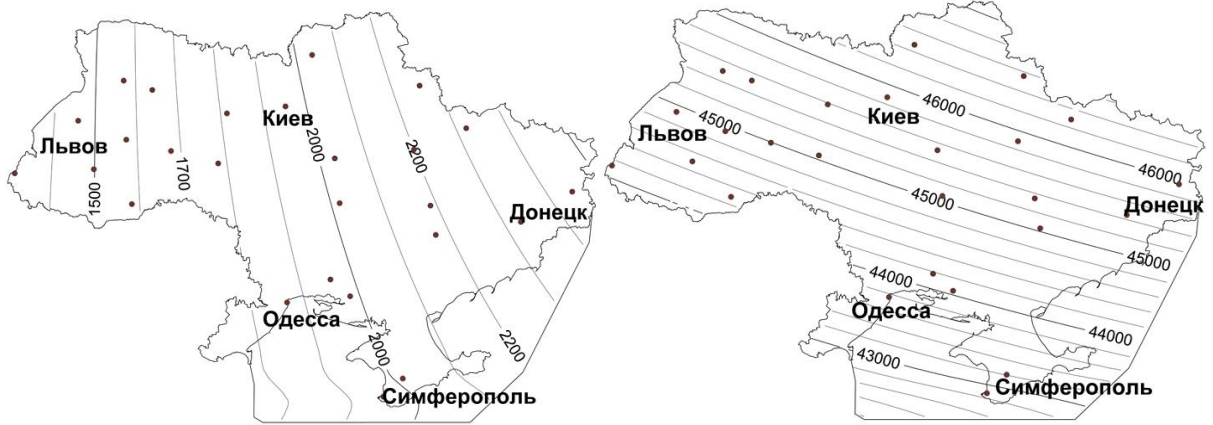 Львов
Киев
Донецк
Одесса
Симферополь
1500
1700
2000
2200
2000
2200
Львов
Киев
Донецк
Одесса
Симферополь
46000
45000
46000
45000
45000
44000
44000
43000